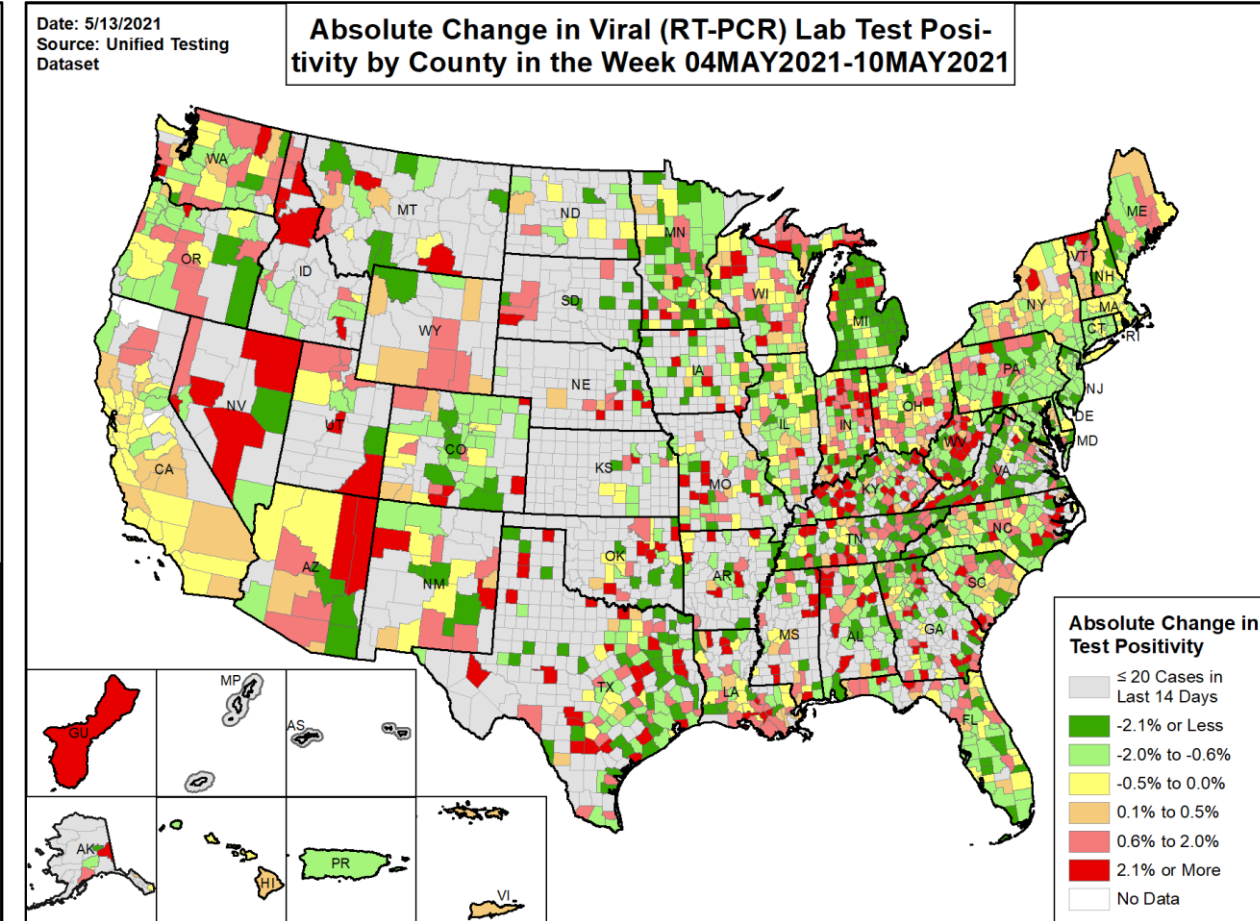 Date: 5/13/2021
Source: Unified Testing
Dataset
Absolute Change in Viral (RT-PCR) Lab Test Posi-
tivity by County in the Week 04MAY2021-10MAY2021
WA
MT
ND
MN
ME
OR
ID
WY
SD
WI
MI
VT
NH
NY
MA
CT
RI
NV
UT
CO
NE
IA
IL
IN
OH
PA
NJ
DE
MD
CA
KS
MO
KY
WV
VA
AZ
NM
OK
AR
TN
NC
SC
TX
LA
MS
AL
GA
FL
GU
MP
AS
AK
HI
PR
VI
Absolute Change in
Test Positivity
≤ 20 Cases in
Last 14 Days
-2.1% or Less
-2.0% to -0.6%
-0.5% to 0.0%
0.1% to 0.5%
0.6% to 2.0%
2.1% or More
No Data